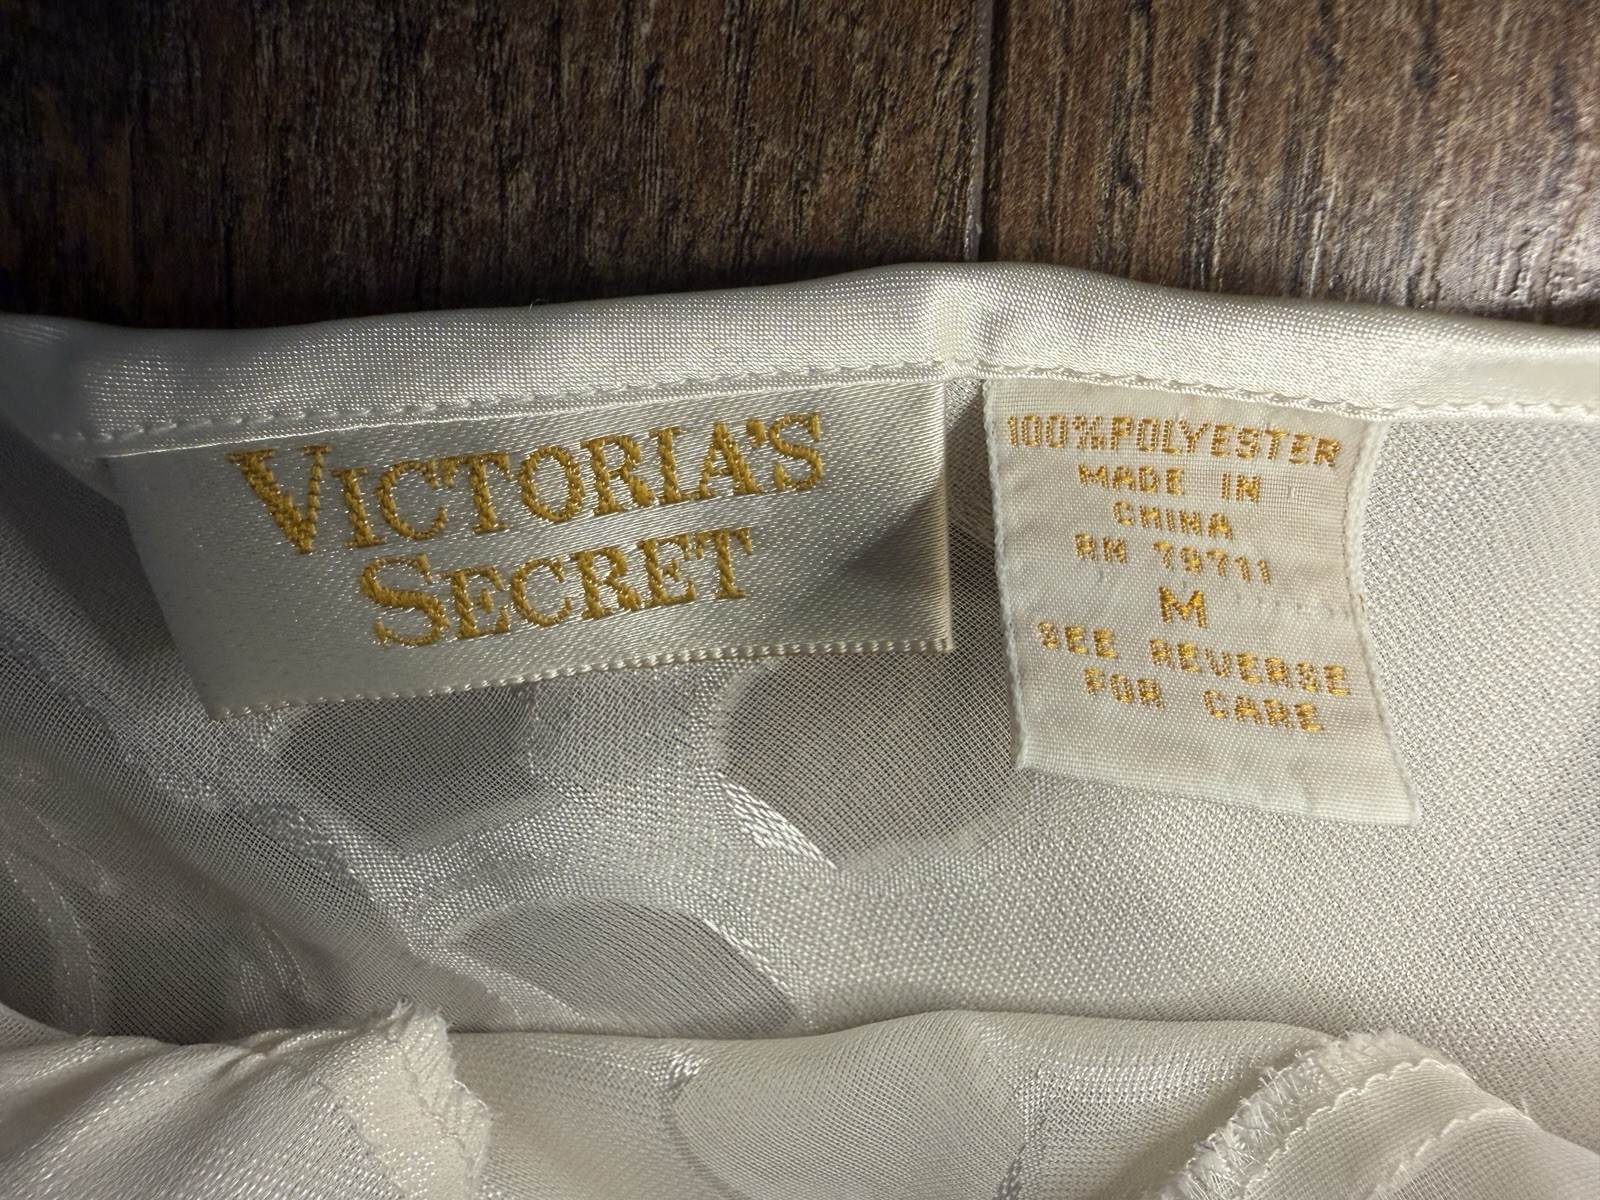 VICTORIA'S
SECRET
100%POLYESTER
MADE IN
CHINA
RN 79711
M
SEE REVERSE
FOR CARE